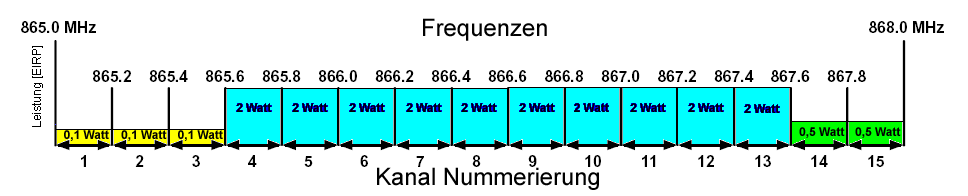 Frequenzen
865.0 MHz 868.0 MHz
Leistung [EIRP]
865.2 865.4 865.6 865.8 866.0 866.2 866.4 866.6 866.8 867.0 867.2 867.4 867.6 867.8
2 Watt 2 Watt 2 Watt 2 Watt 2 Watt 2 Watt 2 Watt 2 Watt 2 Watt 2 Watt
0,1 Watt 0,1 Watt 0,1 Watt 0,5 Watt 0,5 Watt
1 2 3 4 5 6 7 8 9 10 11 12 13 14 15
Kanal Nummerierung